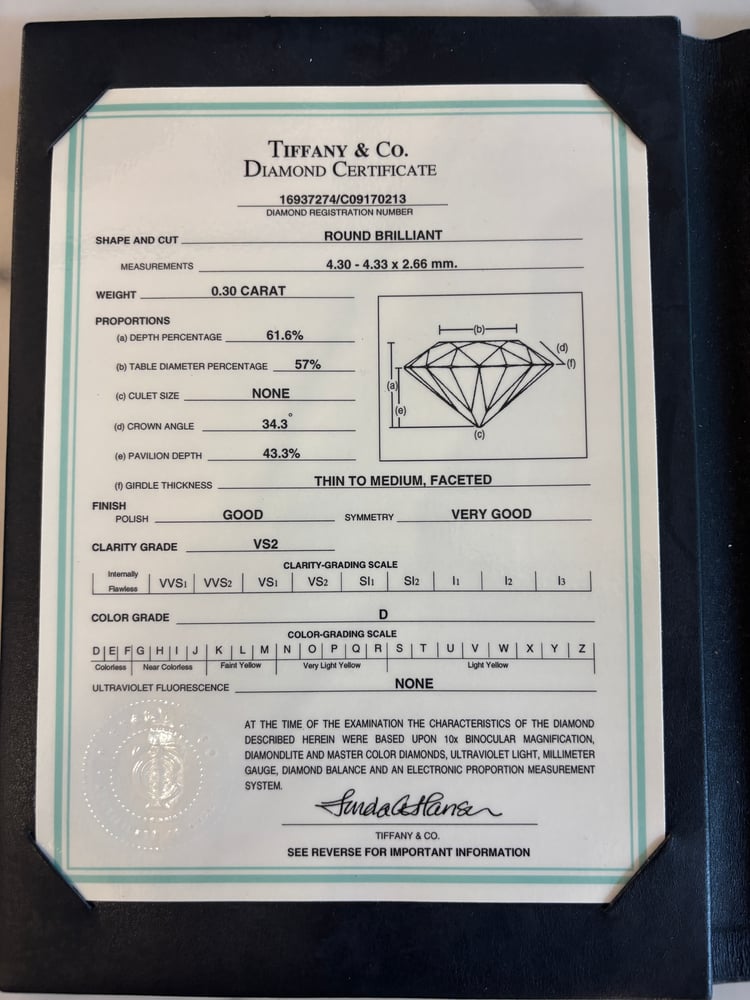 TIFFANY & CO.
DIAMOND CERTIFICATE
16937274/C09170213
DIAMOND REGISTRATION NUMBER
SHAPE AND CUT ROUND BRILLIANT
MEASUREMENTS 4.30 - 4.33 x 2.66 mm.
WEIGHT 0.30 CARAT
PROPORTIONS
(a) DEPTH PERCENTAGE 61.6%
(b) TABLE DIAMETER PERCENTAGE 57%
(c) CULET SIZE NONE
(d) CROWN ANGLE 34.3°
(e) PAVILION DEPTH 43.3%
(b)
(d)
(f)
(a)
(e)
(c)
(f) GIRDLE THICKNESS THIN TO MEDIUM, FACETED
FINISH
POLISH GOOD SYMMETRY VERY GOOD
CLARITY GRADE VS2
CLARITY-GRADING SCALE
Internally Flawless VVS1 VVS2 VS1 VS2 SI1 SI2 I1 I2 I3
COLOR GRADE D
COLOR-GRADING SCALE
D E F G H I J K L M N O P Q R S T U V W X Y Z
Colorless Near Colorless Faint Yellow Very Light Yellow Light Yellow
ULTRAVIOLET FLUORESCENCE NONE
AT THE TIME OF THE EXAMINATION THE CHARACTERISTICS OF THE DIAMOND
DESCRIBED HEREIN WERE BASED UPON 10x BINOCULAR MAGNIFICATION,
DIAMONDLITE AND MASTER COLOR DIAMONDS, ULTRAVIOLET LIGHT, MILLIMETER
GAUGE, DIAMOND BALANCE AND AN ELECTRONIC PROPORTION MEASUREMENT
SYSTEM.
TIFFANY & CO.
SEE REVERSE FOR IMPORTANT INFORMATION